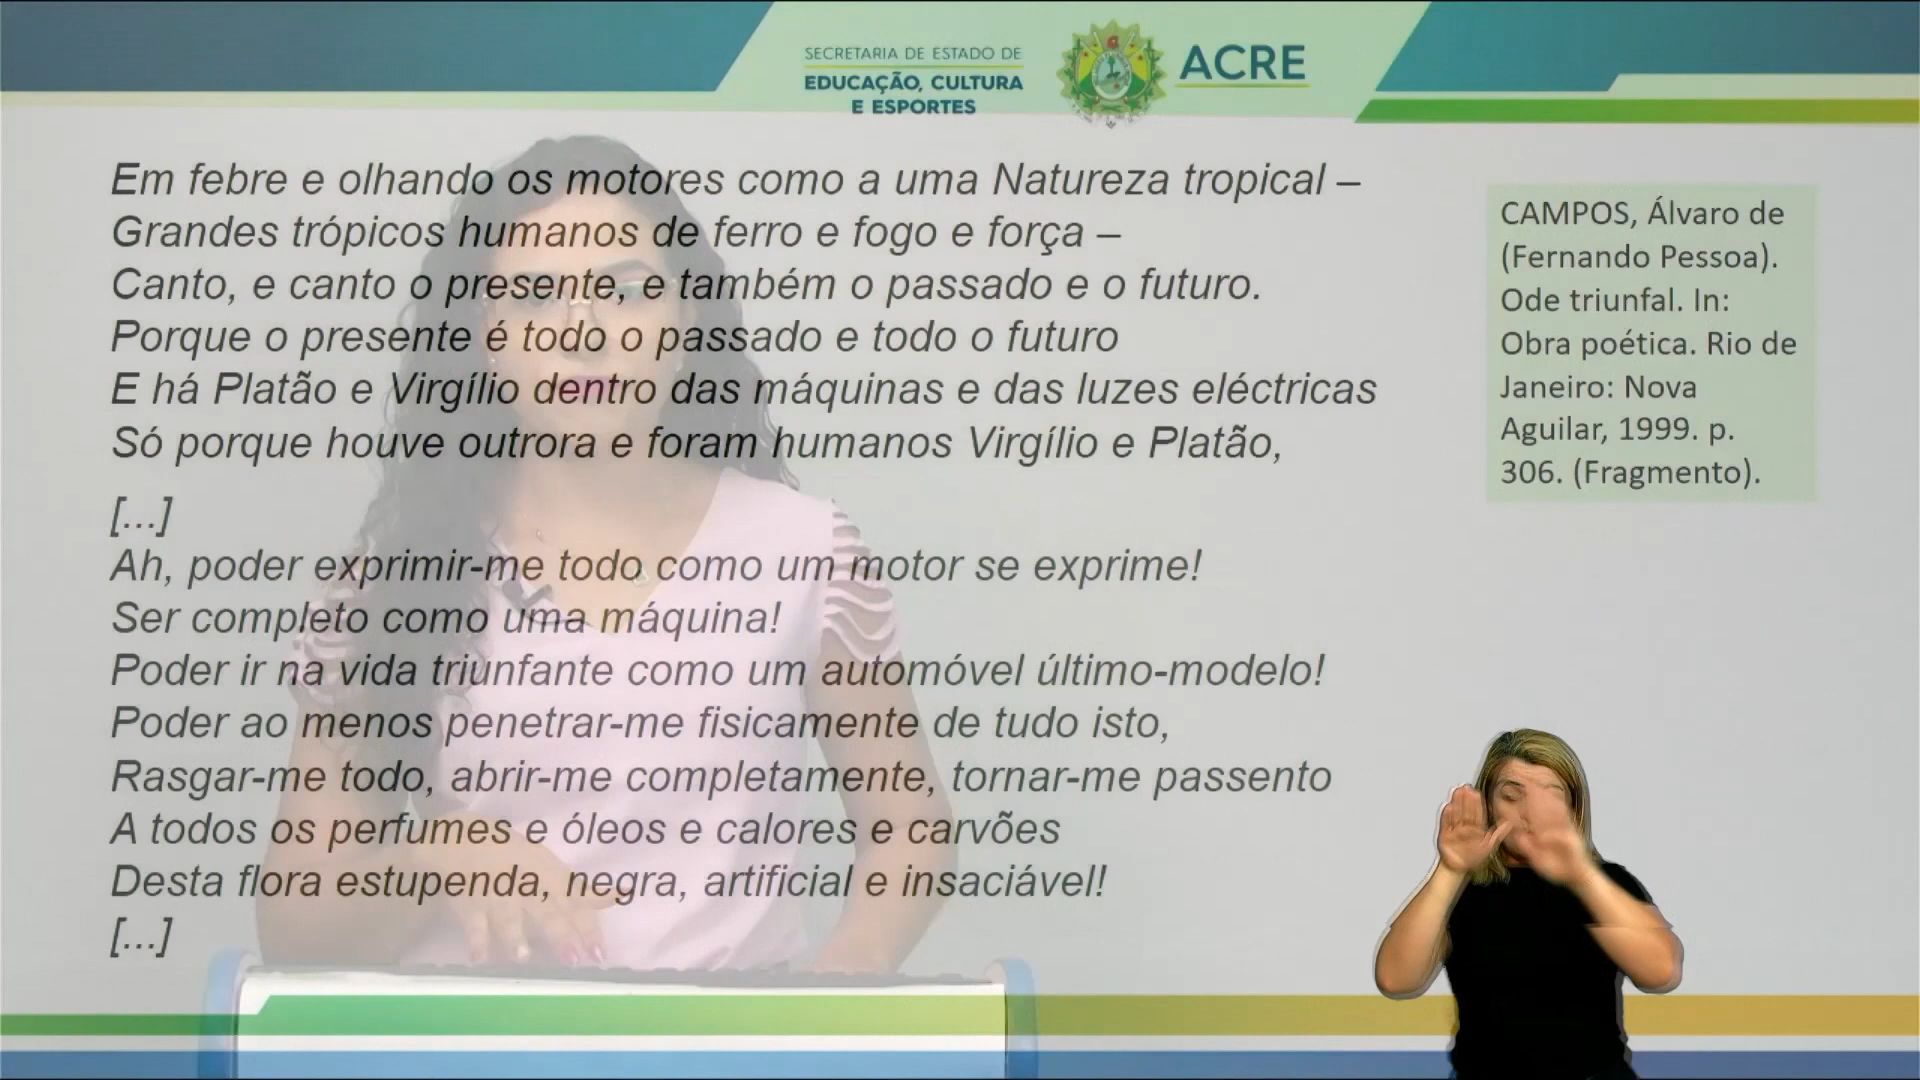 SECRETARIA DE ESTADO DE
EDUCAÇÃO, CULTURA
E ESPORTES
ACRE
Em febre e olhando os motores como a uma Natureza tropical –
Grandes trópicos humanos de ferro e fogo e força –
Canto, e canto o presente, e também o passado e o futuro.
Porque o presente é todo o passado e todo o futuro
E há Platão e Virgílio dentro das máquinas e das luzes eléctricas
Só porque houve outrora e foram humanos Virgílio e Platão,
[...]
Ah, poder exprimir-me todo como um motor se exprime!
Ser completo como uma máquina!
Poder ir na vida triunfante como um automóvel último-modelo!
Poder ao menos penetrar-me fisicamente de tudo isto,
Rasgar-me todo, abrir-me completamente, tornar-me passento
A todos os perfumes e óleos e calores e carvões
Desta flora estupenda, negra, artificial e insaciável!
[...]
CAMPOS, Álvaro de
(Fernando Pessoa).
Ode triunfal. In:
Obra poética. Rio de
Janeiro: Nova
Aguilar, 1999. p.
306. (Fragmento).